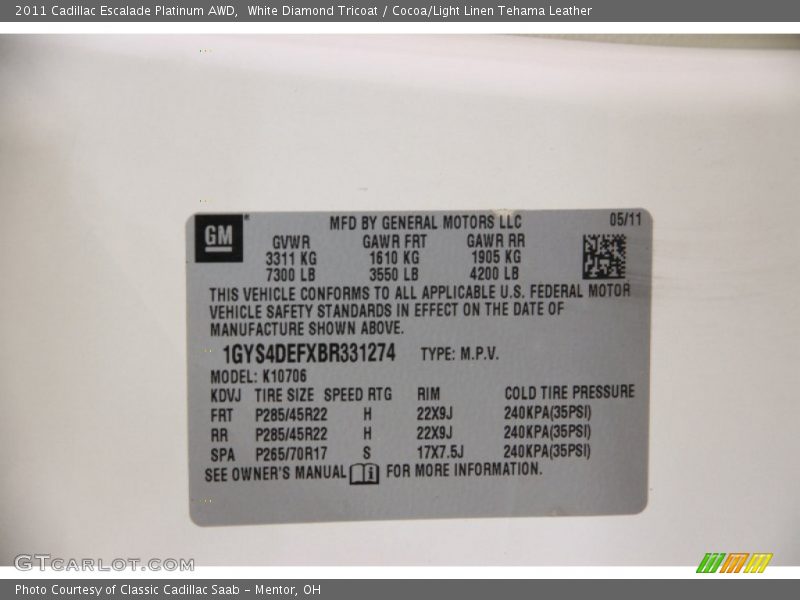 2011 Cadillac Escalade Platinum AWD, White Diamond Tricoat / Cocoa/Light Linen Tehama Leather
GM
MFD BY GENERAL MOTORS LLC 05/11
GVWR GAWR FRT GAWR RR
3311 KG 1610 KG 1905 KG
7300 LB 3550 LB 4200 LB
THIS VEHICLE CONFORMS TO ALL APPLICABLE U.S. FEDERAL MOTOR
VEHICLE SAFETY STANDARDS IN EFFECT ON THE DATE OF
MANUFACTURE SHOWN ABOVE.
1GYS4DEFXBR331274 TYPE: M.P.V.
MODEL: K10706
KDVJ TIRE SIZE SPEED RTG RIM COLD TIRE PRESSURE
FRT P285/45R22 H 22X9J 240KPA(35PSI)
RR P285/45R22 H 22X9J 240KPA(35PSI)
SPA P265/70R17 S 17X7.5J 240KPA(35PSI)
SEE OWNER'S MANUAL FOR MORE INFORMATION.
GTCARLOT.COM
Photo Courtesy of Classic Cadillac Saab - Mentor, OH